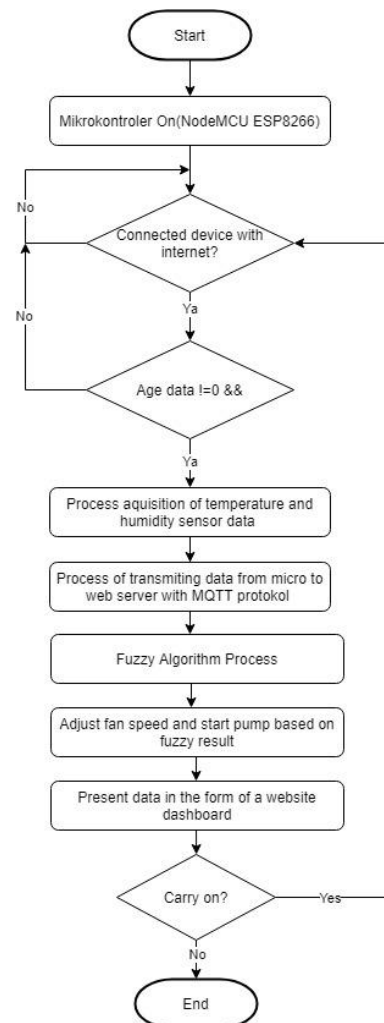 Start
Mikrokontroler On(NodeMCU ESP8266)
No
Connected device with
internet?
Ya
No
Age data !=0 &&
Ya
Process aquisition of temperature and
humidity sensor data
Process of transmiting data from micro to
web server with MQTT protokol
Fuzzy Algorithm Process
Adjust fan speed and start pump based on
fuzzy result
Present data in the form of a website
dashboard
Carry on?
Yes
No
End